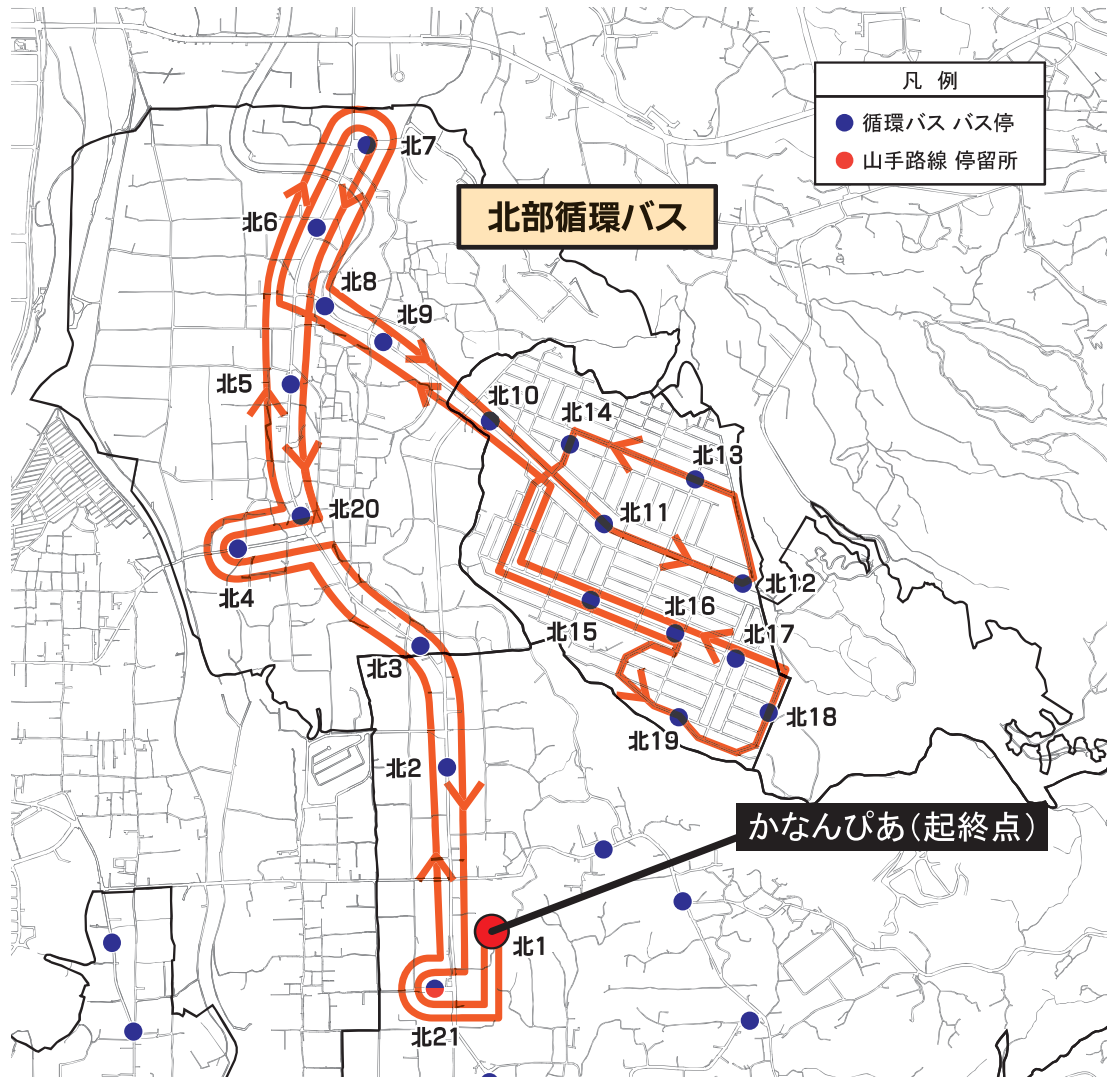 凡 例
循環バス バス停
山手路線 停留所
北7
北部循環バス
北6
北8
北9
北5
北10
北14
北13
北20
北11
北12
北4
北16
北15
北17
北3
北18
北19
北2
かなんぴあ(起終点)
北1
北21